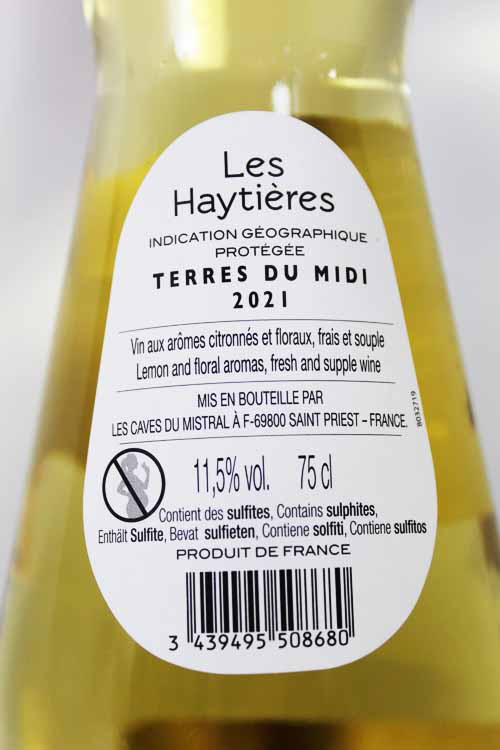 Les
Haytières
INDICATION GÉOGRAPHIQUE
PROTÉGÉE
TERRES DU MIDI
2021
Vin aux arômes citronnés et floraux, frais et souple
Lemon and floral aromas, fresh and supple wine
MIS EN BOUTEILLE PAR
LES CAVES DU MISTRAL À F-69800 SAINT PRIEST – FRANCE.
8032719
11,5% vol. 75 cl
Contient des sulfites, Contains sulphites,
Enthält Sulfite, Bevat sulfieten, Contiene solfiti, Contiene sulfitos
PRODUIT DE FRANCE
3 439495 508680